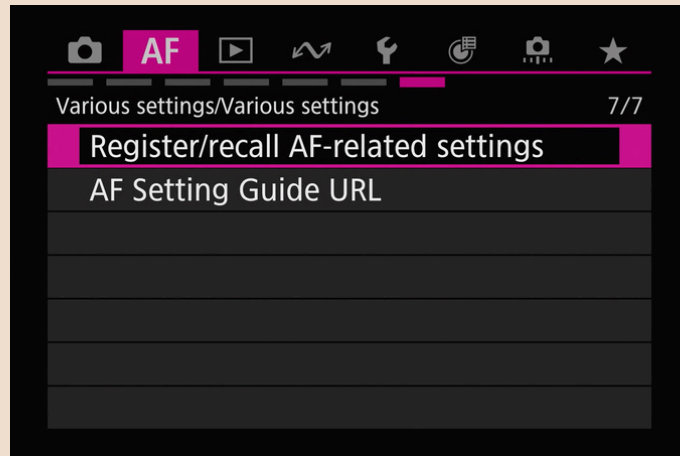 AF
Various settings/Various settings 7/7
Register/recall AF-related settings
AF Setting Guide URL